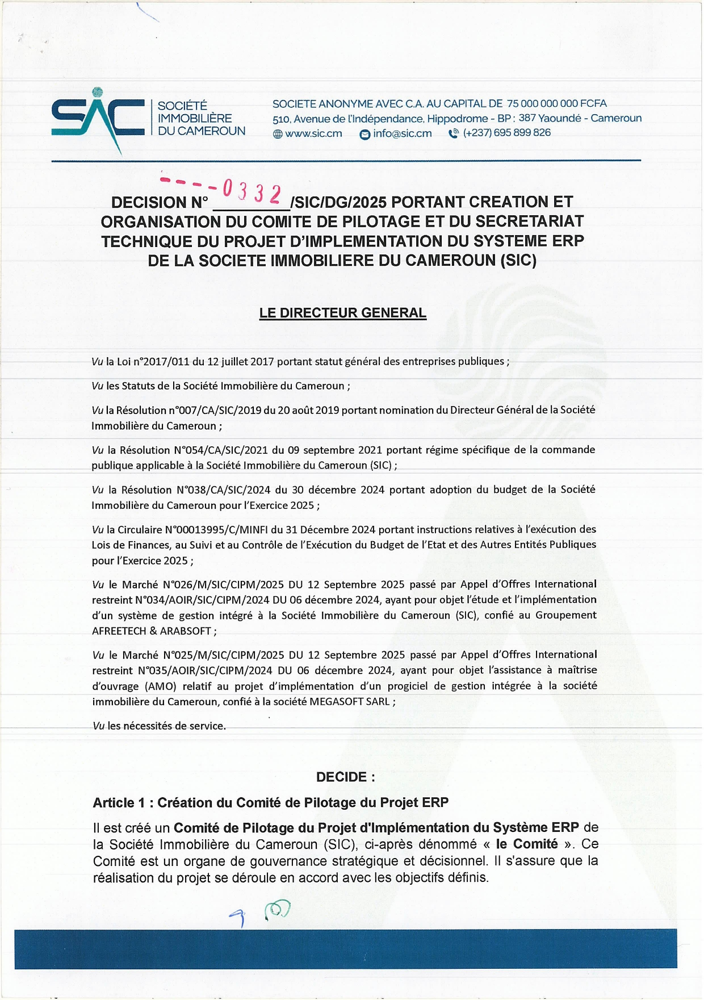 SAC
SOCIÉTÉ
IMMOBILIÈRE
DU CAMEROUN
SOCIETE ANONYME AVEC C.A. AU CAPITAL DE 75 000 000 000 FCFA
510, Avenue de l'Indépendance, Hippodrome - BP : 387 Yaoundé - Cameroun
www.sic.cm info@sic.cm (+237) 695 899 826
DECISION N° ----0332 /SIC/DG/2025 PORTANT CREATION ET
ORGANISATION DU COMITE DE PILOTAGE ET DU SECRETARIAT
TECHNIQUE DU PROJET D'IMPLEMENTATION DU SYSTEME ERP
DE LA SOCIETE IMMOBILIERE DU CAMEROUN (SIC)
LE DIRECTEUR GENERAL
Vu la Loi n°2017/011 du 12 juillet 2017 portant statut général des entreprises publiques ;
Vu les Statuts de la Société Immobilière du Cameroun ;
Vu la Résolution n°007/CA/SIC/2019 du 20 août 2019 portant nomination du Directeur Général de la Société
Immobilière du Cameroun ;
Vu la Résolution N°054/CA/SIC/2021 du 09 septembre 2021 portant régime spécifique de la commande
publique applicable à la Société Immobilière du Cameroun (SIC) ;
Vu la Résolution N°038/CA/SIC/2024 du 30 décembre 2024 portant adoption du budget de la Société
Immobilière du Cameroun pour l'Exercice 2025 ;
Vu la Circulaire N°00013995/C/MINFI du 31 Décembre 2024 portant instructions relatives à l'exécution des
Lois de Finances, au Suivi et au Contrôle de l'Exécution du Budget de l'Etat et des Autres Entités Publiques
pour l'Exercice 2025 ;
Vu le Marché N°026/M/SIC/CIPM/2025 DU 12 Septembre 2025 passé par Appel d'Offres International
restreint N°034/AOIR/SIC/CIPM/2024 DU 06 décembre 2024, ayant pour objet l'étude et l'implémentation
d'un système de gestion intégré à la Société Immobilière du Cameroun (SIC), confié au Groupement
AFREETECH & ARABSOFT ;
Vu le Marché N°025/M/SIC/CIPM/2025 DU 12 Septembre 2025 passé par Appel d'Offres International
restreint N°035/AOIR/SIC/CIPM/2024 DU 06 décembre 2024, ayant pour objet l'assistance à maîtrise
d'ouvrage (AMO) relatif au projet d'implémentation d'un progiciel de gestion intégrée à la société
immobilière du Cameroun, confié à la société MEGASOFT SARL ;
Vu les nécessités de service.
DECIDE :
Article 1 : Création du Comité de Pilotage du Projet ERP
Il est créé un Comité de Pilotage du Projet d'Implémentation du Système ERP de
la Société Immobilière du Cameroun (SIC), ci-après dénommé « le Comité ». Ce
Comité est un organe de gouvernance stratégique et décisionnel. Il s'assure que la
réalisation du projet se déroule en accord avec les objectifs définis.